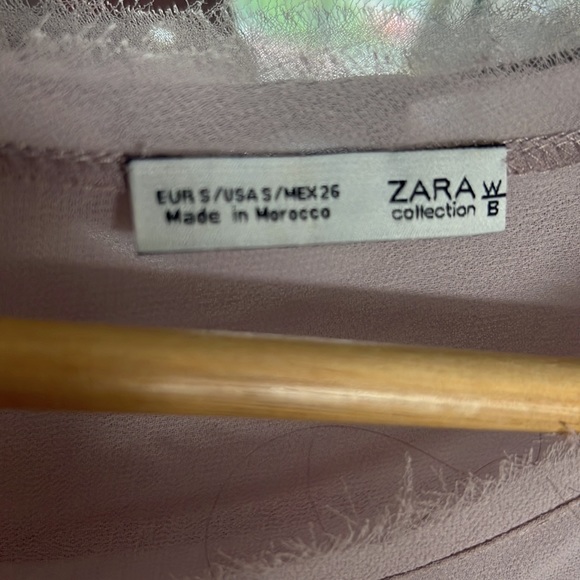 EUR S/USA S/MEX 26
Made in Morocco
ZARA W/B
collection